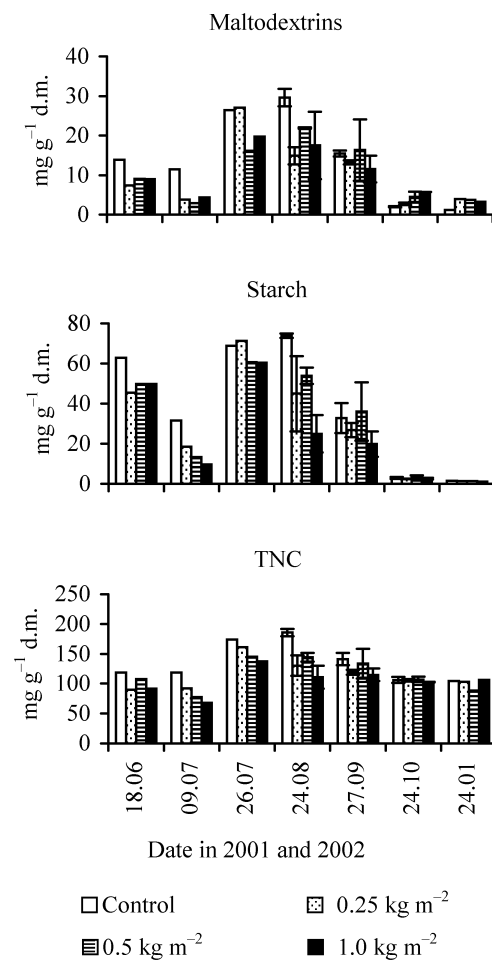 Maltodextrins
mg g⁻¹ d.m.
40
30
20
10
0
Starch
mg g⁻¹ d.m.
80
60
40
20
0
TNC
mg g⁻¹ d.m.
250
200
150
100
50
0
18.06 09.07 26.07 24.08 27.09 24.10 24.01
Date in 2001 and 2002
Control 0.25 kg m⁻²
0.5 kg m⁻² 1.0 kg m⁻²